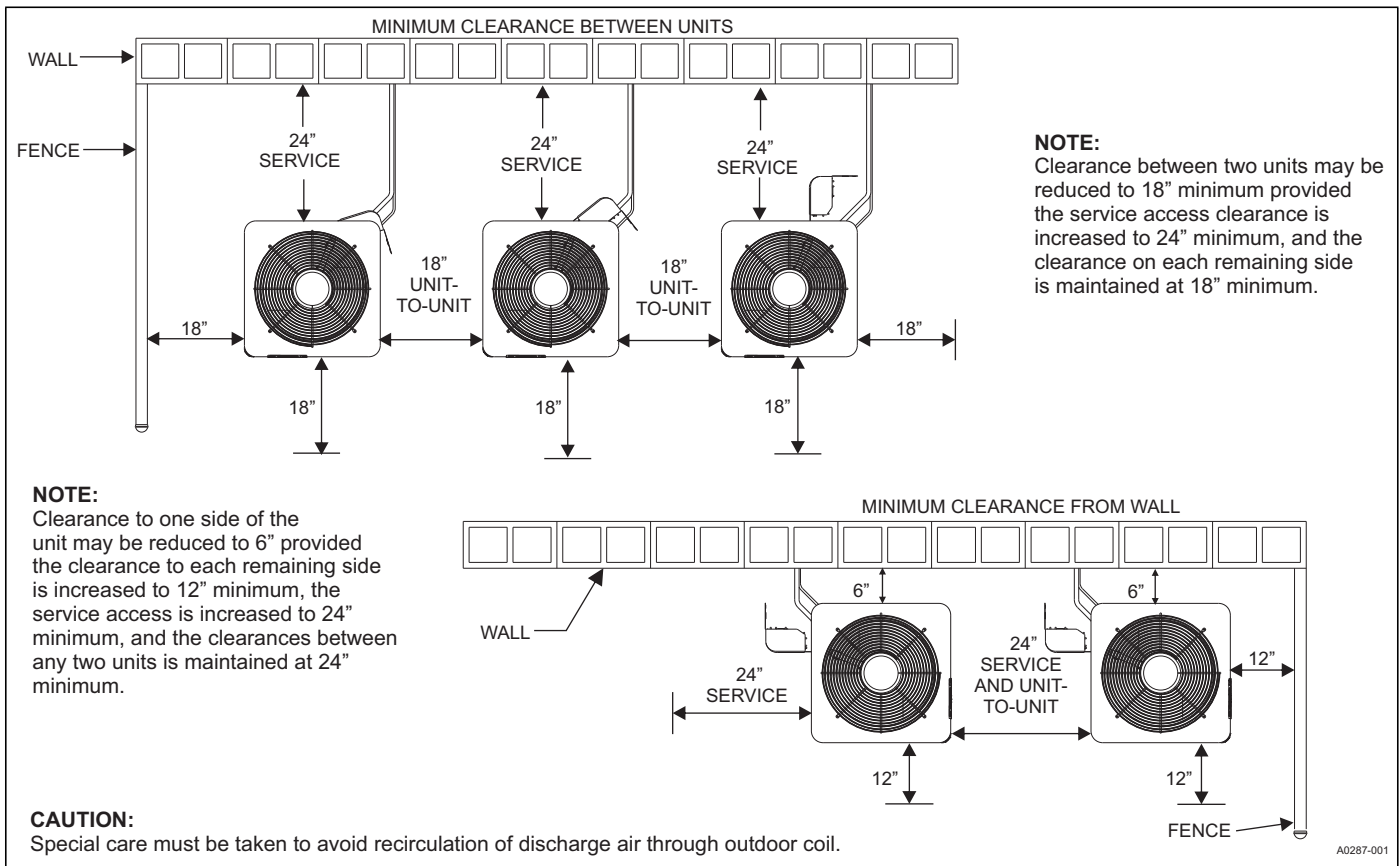 MINIMUM CLEARANCE BETWEEN UNITS
WALL
FENCE
24”
SERVICE
24”
SERVICE
24”
SERVICE
18”
UNIT-
TO-UNIT
18”
UNIT-
TO-UNIT
18”
18”
18”
18”
18”
NOTE:
Clearance between two units may be
reduced to 18” minimum provided
the service access clearance is
increased to 24” minimum, and the
clearance on each remaining side
is maintained at 18” minimum.
NOTE:
Clearance to one side of the
unit may be reduced to 6” provided
the clearance to each remaining side
is increased to 12” minimum, the
service access is increased to 24”
minimum, and the clearances between
any two units is maintained at 24”
minimum.
MINIMUM CLEARANCE FROM WALL
WALL
6”
6”
24”
SERVICE
24”
SERVICE
AND UNIT-
TO-UNIT
12”
12”
12”
FENCE
CAUTION:
Special care must be taken to avoid recirculation of discharge air through outdoor coil.
A0287-001